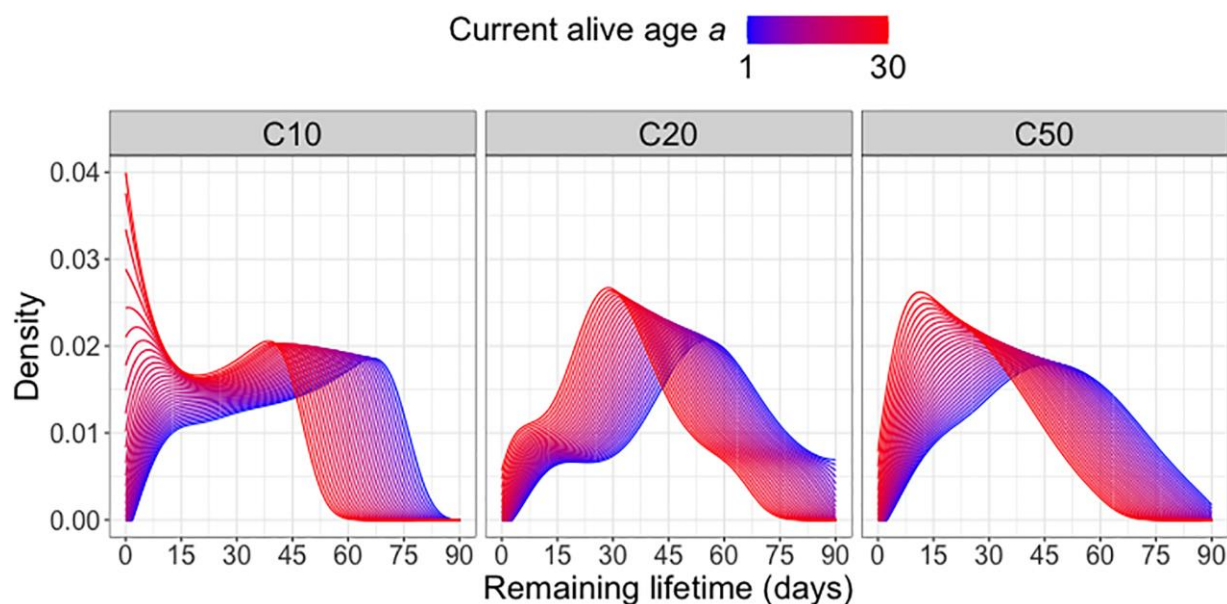 Current alive age a
1 30
C10 C20 C50
0.04
0.03
0.02
0.01
0.00
Density
0 15 30 45 60 75 90 0 15 30 45 60 75 90 0 15 30 45 60 75 90
Remaining lifetime (days)